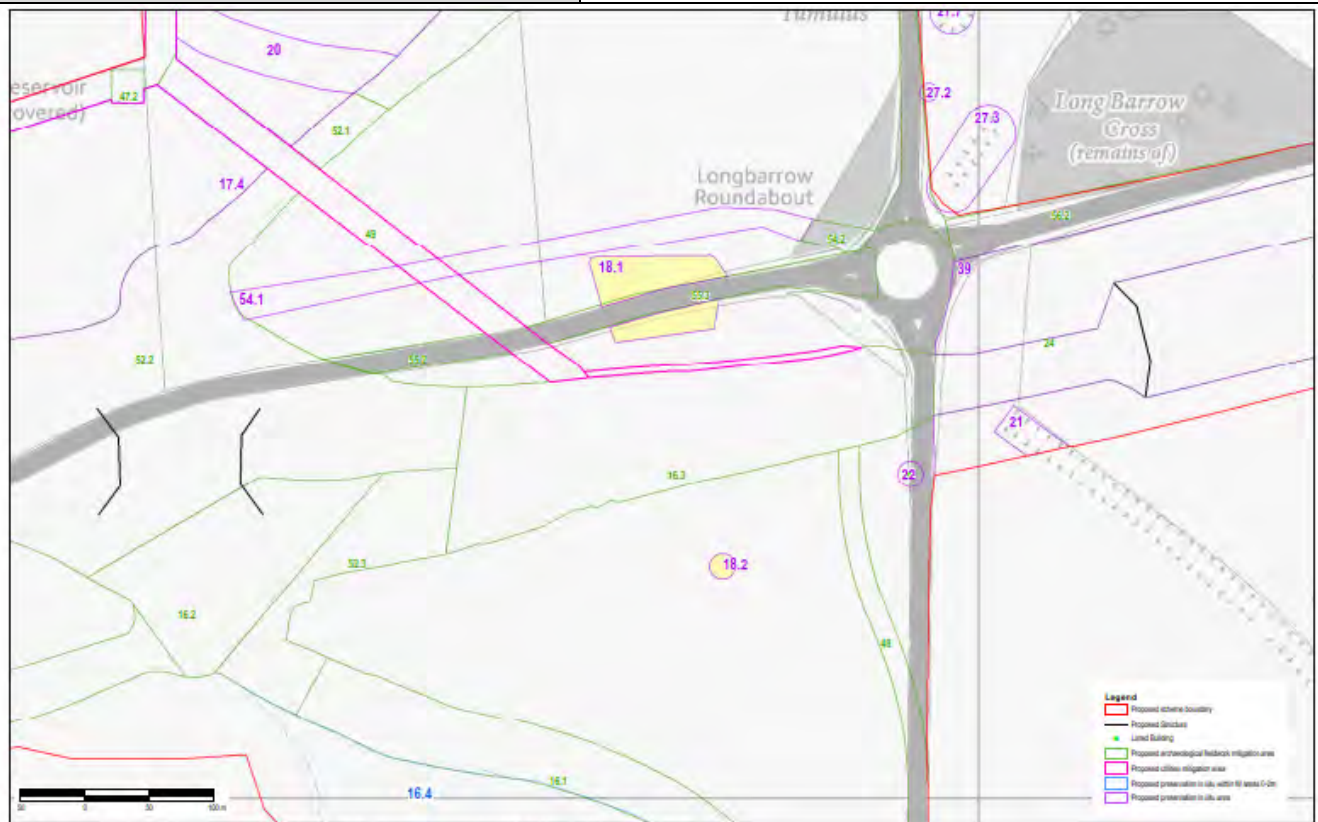 Tumulus
27.7
20
eservoir
overed)
47.2
27.2
Long Barrow
Cross
(remains of)
27.3
52.1
17.4
Longbarrow
Roundabout
49
54.2
18.1
39
54.1
52.2
24
21
16.3
22
18.2
16.2
48
16.1
16.4
Legend
Proposed scheme boundary
Proposed Structure
Listed Building
Proposed archaeological fieldwork mitigation area
Proposed utilities mitigation area
Proposed preservation in situ within fill areas 0-2m
Proposed preservation in situ area
50
0
50
100 m